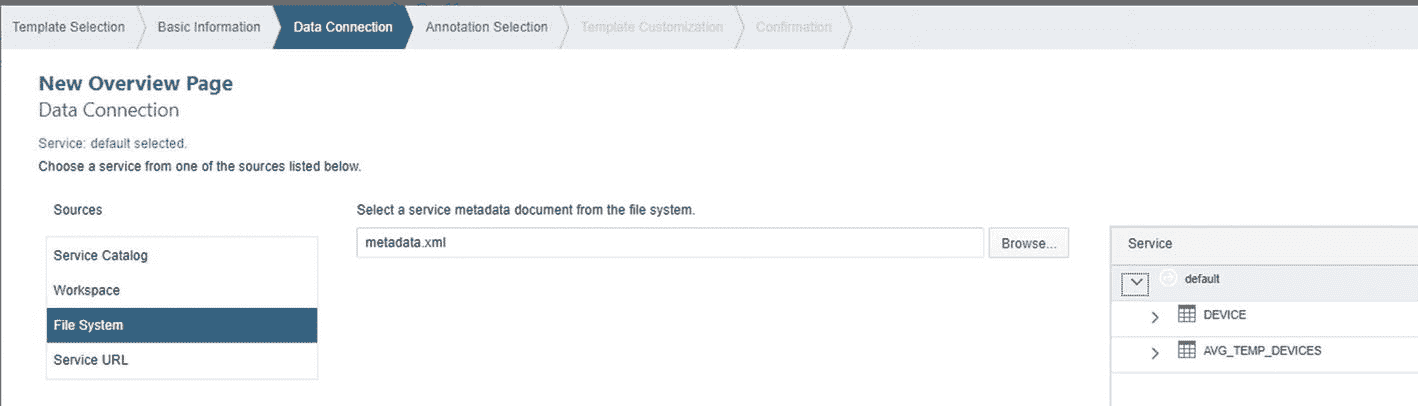 Template Selection
Basic Information
Data Connection
Annotation Selection
Template Customization
Confirmation
New Overview Page
Data Connection
Service: default selected.
Choose a service from one of the sources listed below.
Sources
Service Catalog
Workspace
File System
Service URL
Select a service metadata document from the file system.
metadata.xml
Browse...
Service
default
DEVICE
AVG_TEMP_DEVICES